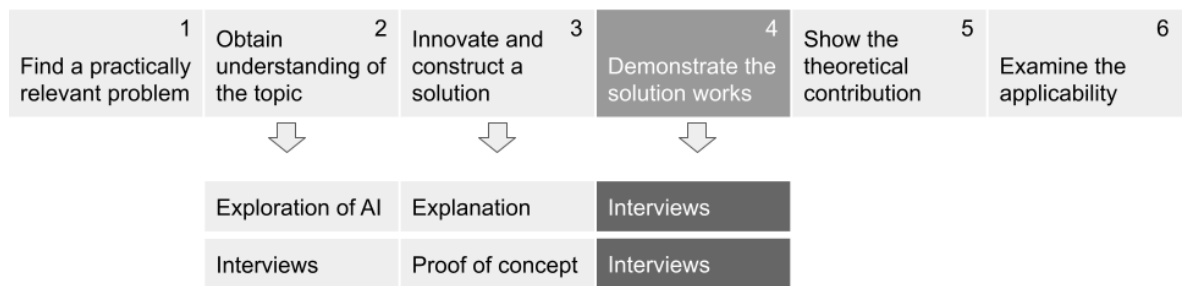 1
Find a practically
relevant problem
2
Obtain
understanding of
the topic
3
Innovate and
construct a
solution
4
Demonstrate the
solution works
5
Show the
theoretical
contribution
6
Examine the
applicability
Exploration of AI
Explanation
Interviews
Interviews
Proof of concept
Interviews